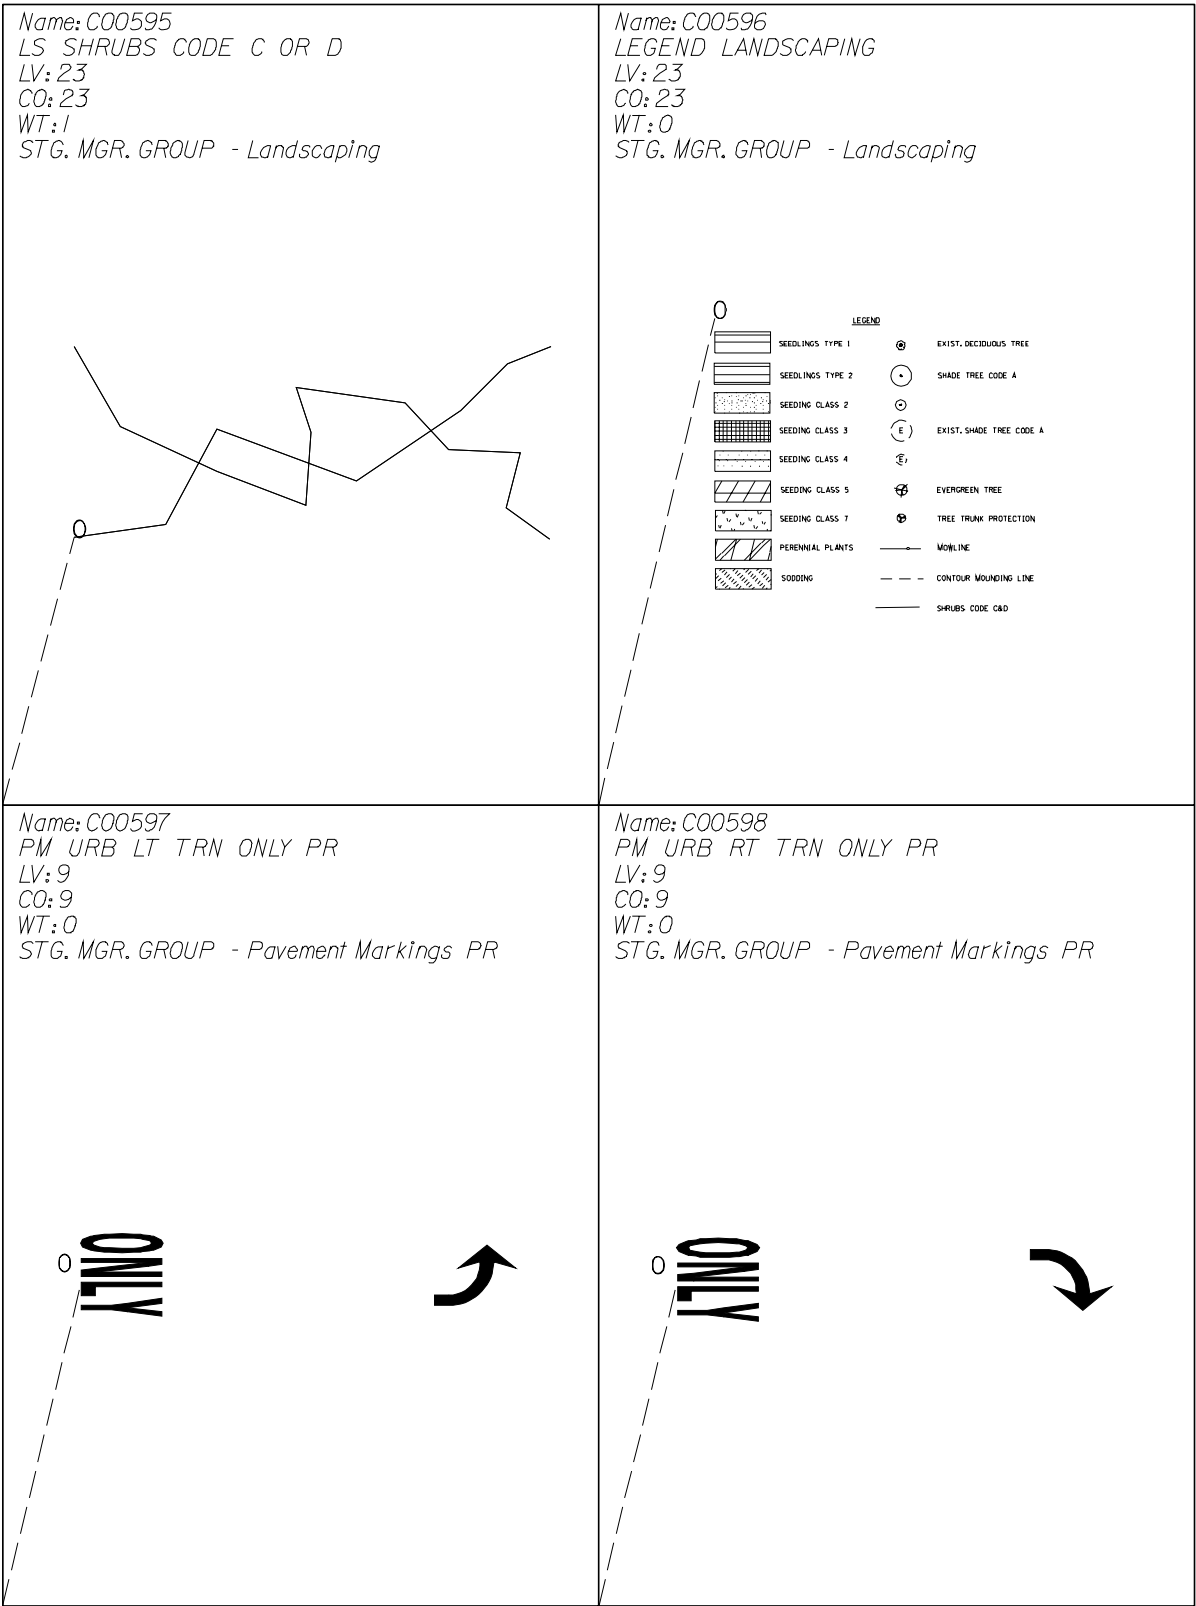 Name: C00595
LS SHRUBS CODE C OR D
LV: 23
CO: 23
WT: 1
STG. MGR. GROUP - Landscaping
O
Name: C00596
LEGEND LANDSCAPING
LV: 23
CO: 23
WT: 0
STG. MGR. GROUP - Landscaping
O
LEGEND
SEEDLINGS TYPE 1
EXIST. DECIDUOUS TREE
SEEDLINGS TYPE 2
SHADE TREE CODE A
SEEDING CLASS 2
SEEDING CLASS 3
E
EXIST. SHADE TREE CODE A
SEEDING CLASS 4
E
SEEDING CLASS 5
EVERGREEN TREE
SEEDING CLASS 7
TREE TRUNK PROTECTION
PERENNIAL PLANTS
MOWLINE
SODDING
CONTOUR MOUNDING LINE
SHRUBS CODE C&D
Name: C00597
PM URB LT TRN ONLY PR
LV: 9
CO: 9
WT: 0
STG. MGR. GROUP - Pavement Markings PR
O
ONLY
Name: C00598
PM URB RT TRN ONLY PR
LV: 9
CO: 9
WT: 0
STG. MGR. GROUP - Pavement Markings PR
O
ONLY